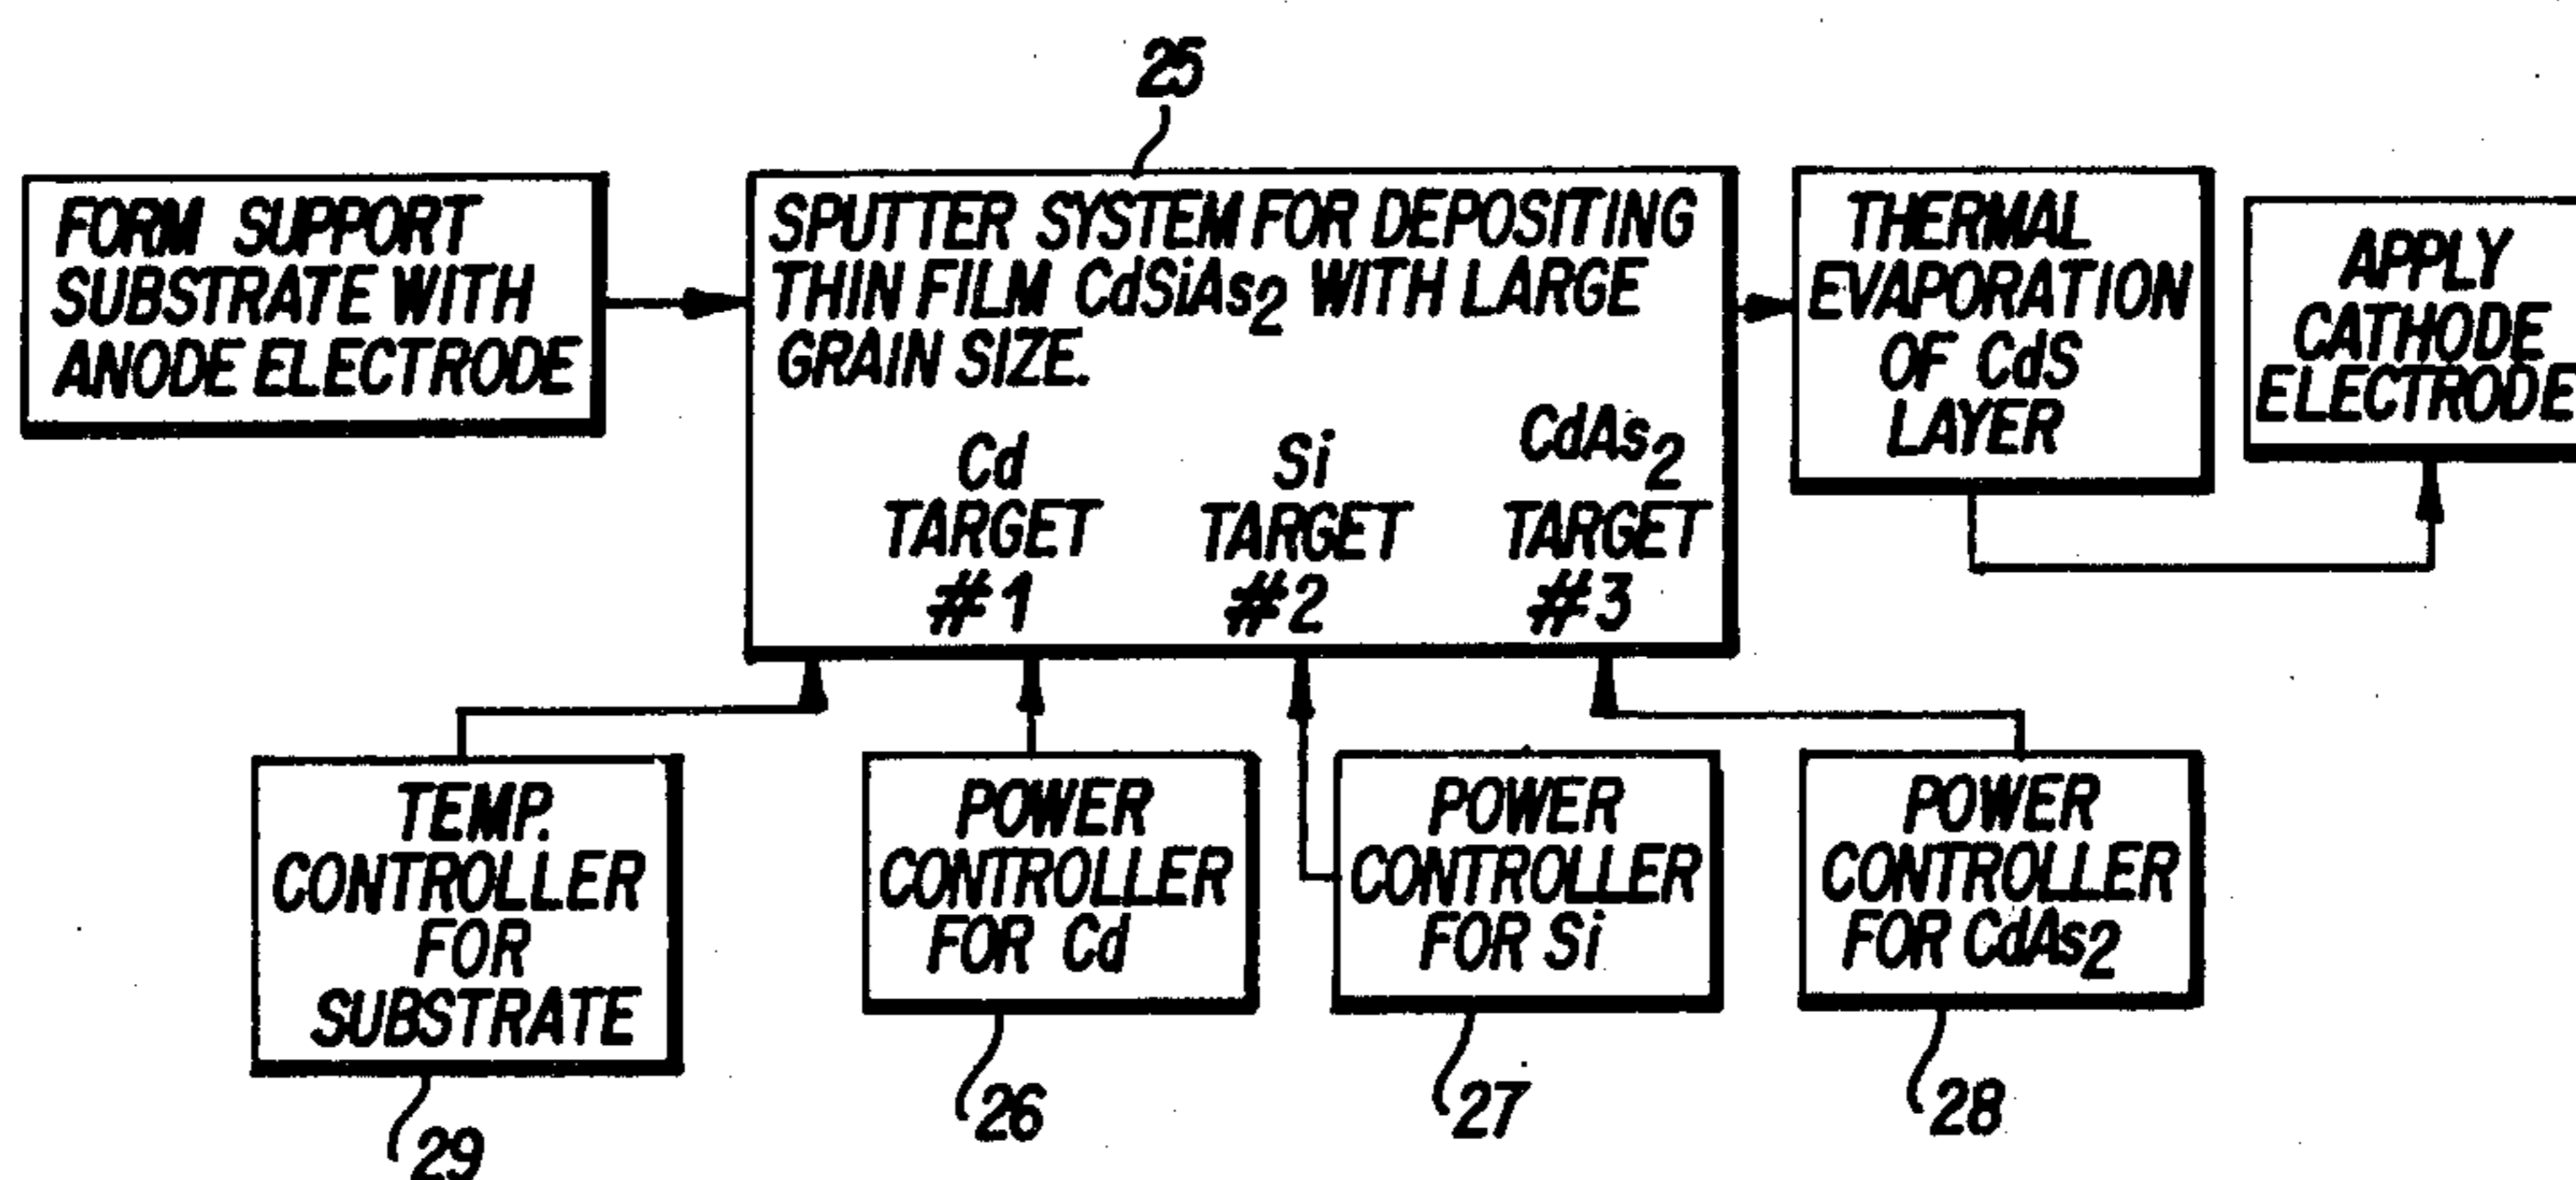 25
FORM SUPPORT
SUBSTRATE WITH
ANODE ELECTRODE
SPUTTER SYSTEM FOR DEPOSITING
THIN FILM CdSiAs2 WITH LARGE
GRAIN SIZE.
Cd
TARGET
#1
Si
TARGET
#2
CdAs2
TARGET
#3
THERMAL
EVAPORATION
OF CdS
LAYER
APPLY
CATHODE
ELECTRODE
TEMP.
CONTROLLER
FOR
SUBSTRATE
29
POWER
CONTROLLER
FOR Cd
26
POWER
CONTROLLER
FOR Si
27
POWER
CONTROLLER
FOR CdAs2
28